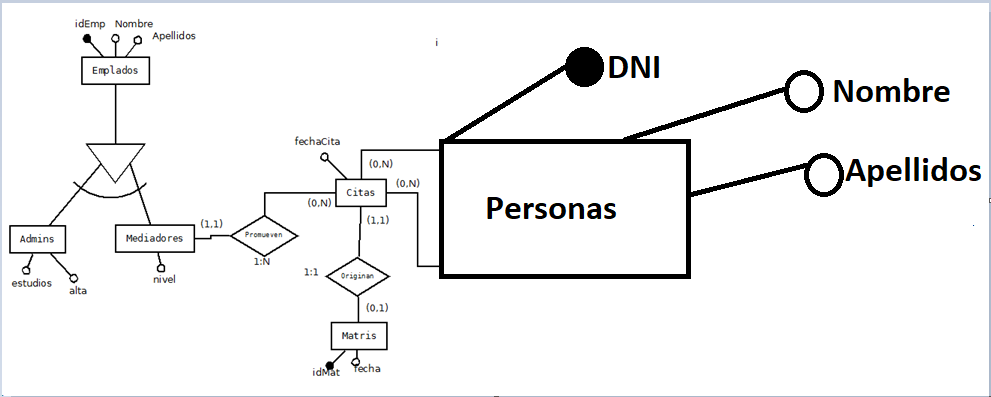 idEmp
Nombre
Apellidos
Emplados
i
DNI
Nombre
Apellidos
fechaCita
(0,N)
Citas
(0,N)
(0,N)
Personas
(1,1)
(1,1)
Admins
Mediadores
Promueven
1:N
estudios
alta
nivel
1:1
Originan
(0,1)
Matris
idMat
fecha